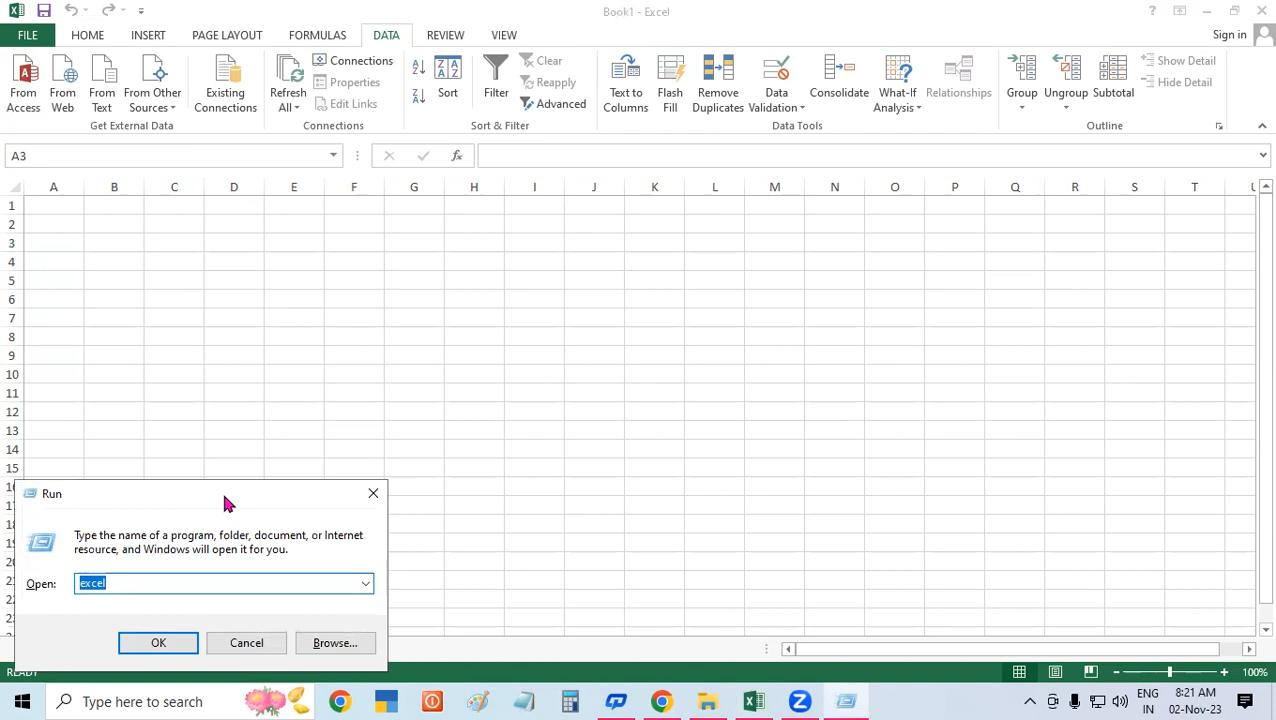 Book1 - Excel
?
FILE HOME INSERT PAGE LAYOUT FORMULAS DATA REVIEW VIEW Sign in
From Access
From Web
From Text
From Other Sources
Existing Connections
Get External Data
Refresh All
Connections
Properties
Edit Links
Connections
Sort
Filter
Clear
Reapply
Advanced
Sort & Filter
Text to Columns
Flash Fill
Remove Duplicates
Data Validation
Consolidate
What-If Analysis
Relationships
Data Tools
Group
Ungroup
Subtotal
Show Detail
Hide Detail
Outline
A3 fx
A B C D E F G H I J K L M N O P Q R S T
1
2
3
4
5
6
7
8
9
10
11
12
13
14
15
Run
Type the name of a program, folder, document, or Internet
resource, and Windows will open it for you.
Open: excel
OK Cancel Browse...
100%
Type here to search
ENG
IN
8:21 AM
02-Nov-23